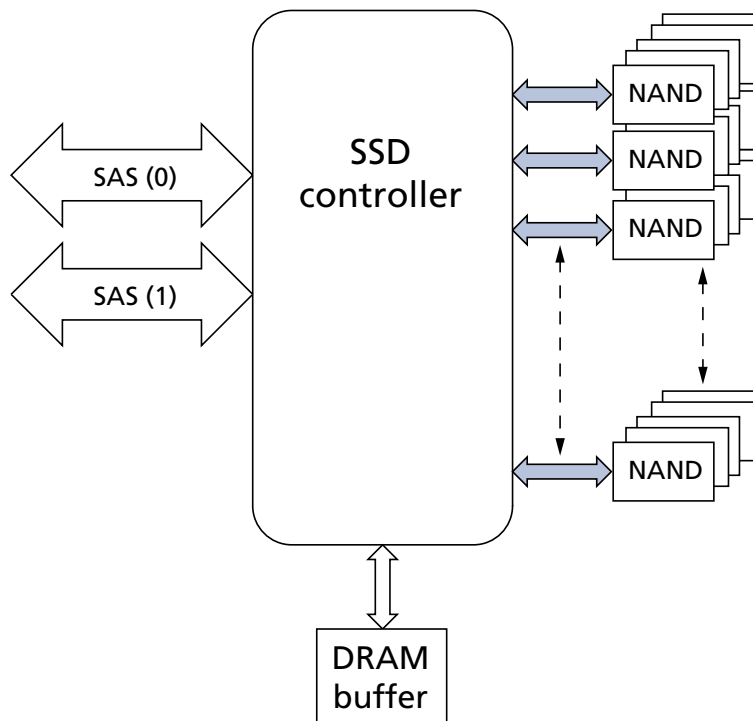 NAND
SSD
controller
SAS (0)
NAND
NAND
SAS (1)
NAND
DRAM
buffer